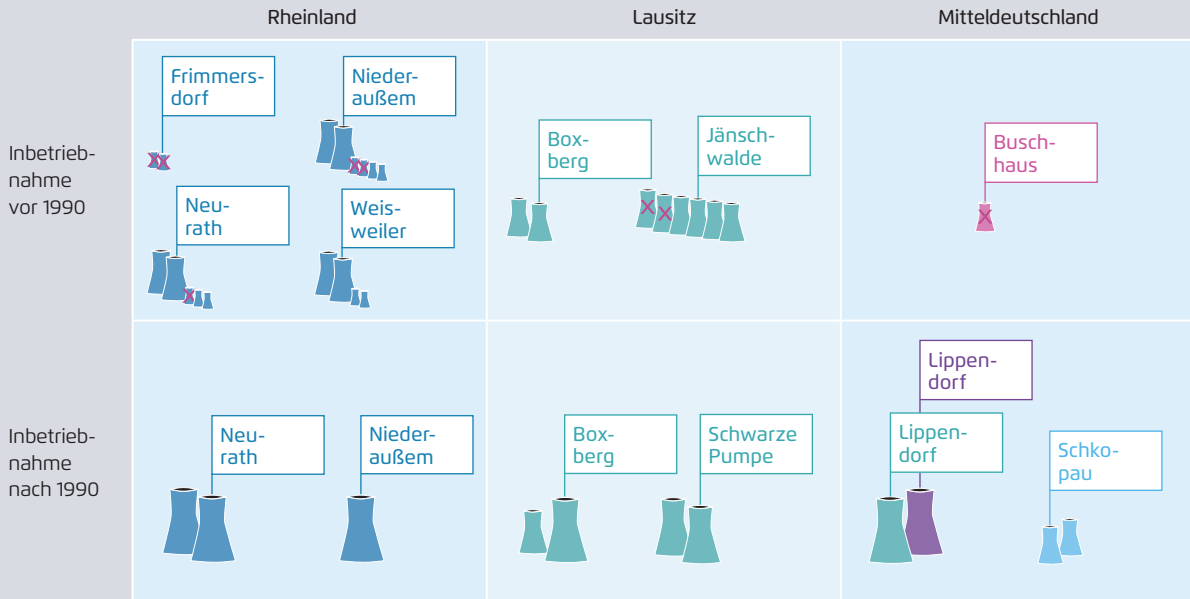 Rheinland
Lausitz
Mitteldeutschland
Inbetrieb-
nahme
vor 1990
Frimmers-
dorf
Nieder-
außem
Neu-
rath
Weis-
weiler
Box-
berg
Jänsch-
walde
Busch-
haus
Inbetrieb-
nahme
nach 1990
Neu-
rath
Nieder-
außem
Box-
berg
Schwarze
Pumpe
Lippen-
dorf
Lippen-
dorf
Schko-
pau